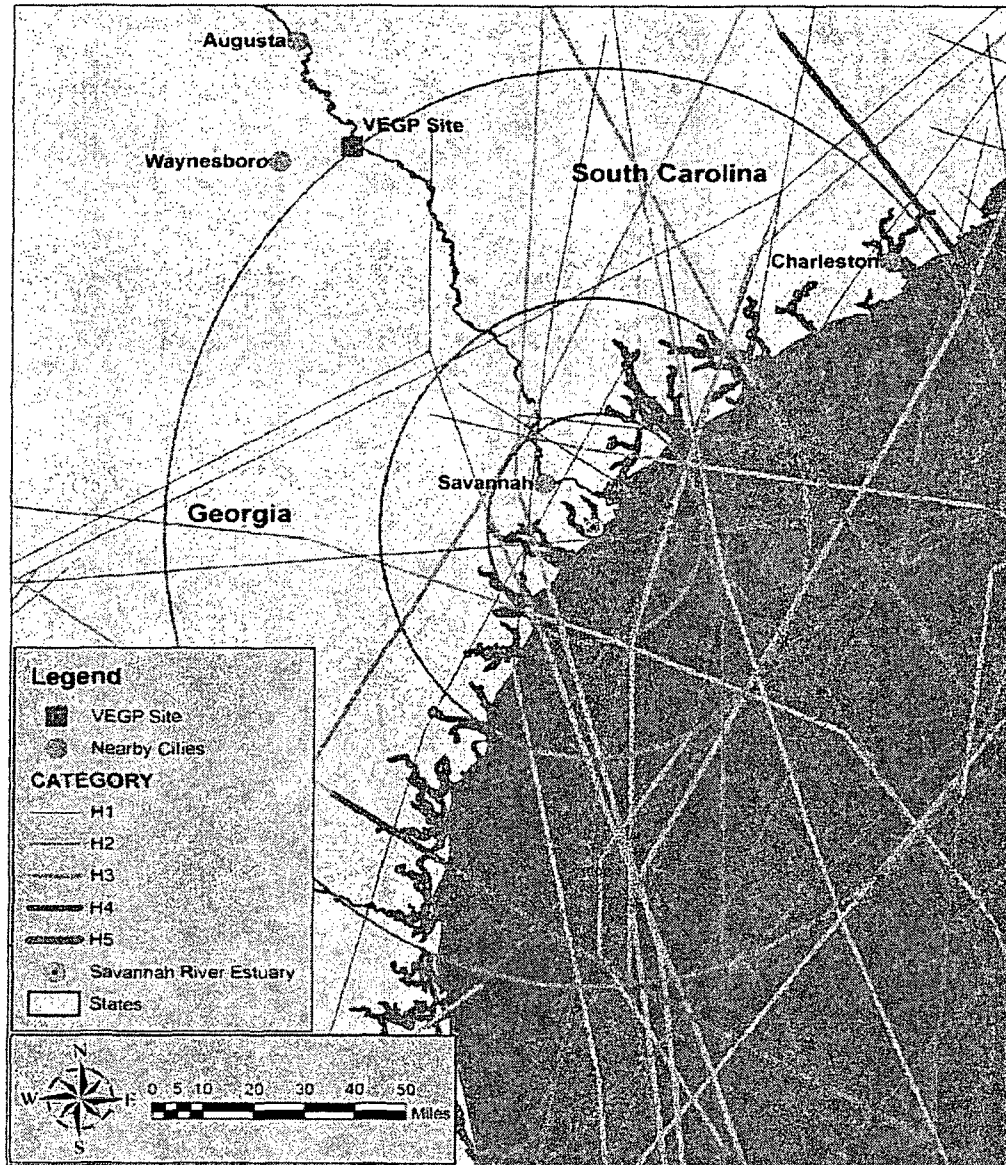 Augusta
VEGP Site
Waynesboro
South Carolina
Charleston
Savannah
Georgia
Legend
VEGP Site
Nearby Cities
CATEGORY
H1
H2
H3
H4
H5
Savannah River Estuary
States
N
W E
S
0 5 10 20 30 40 50
Miles